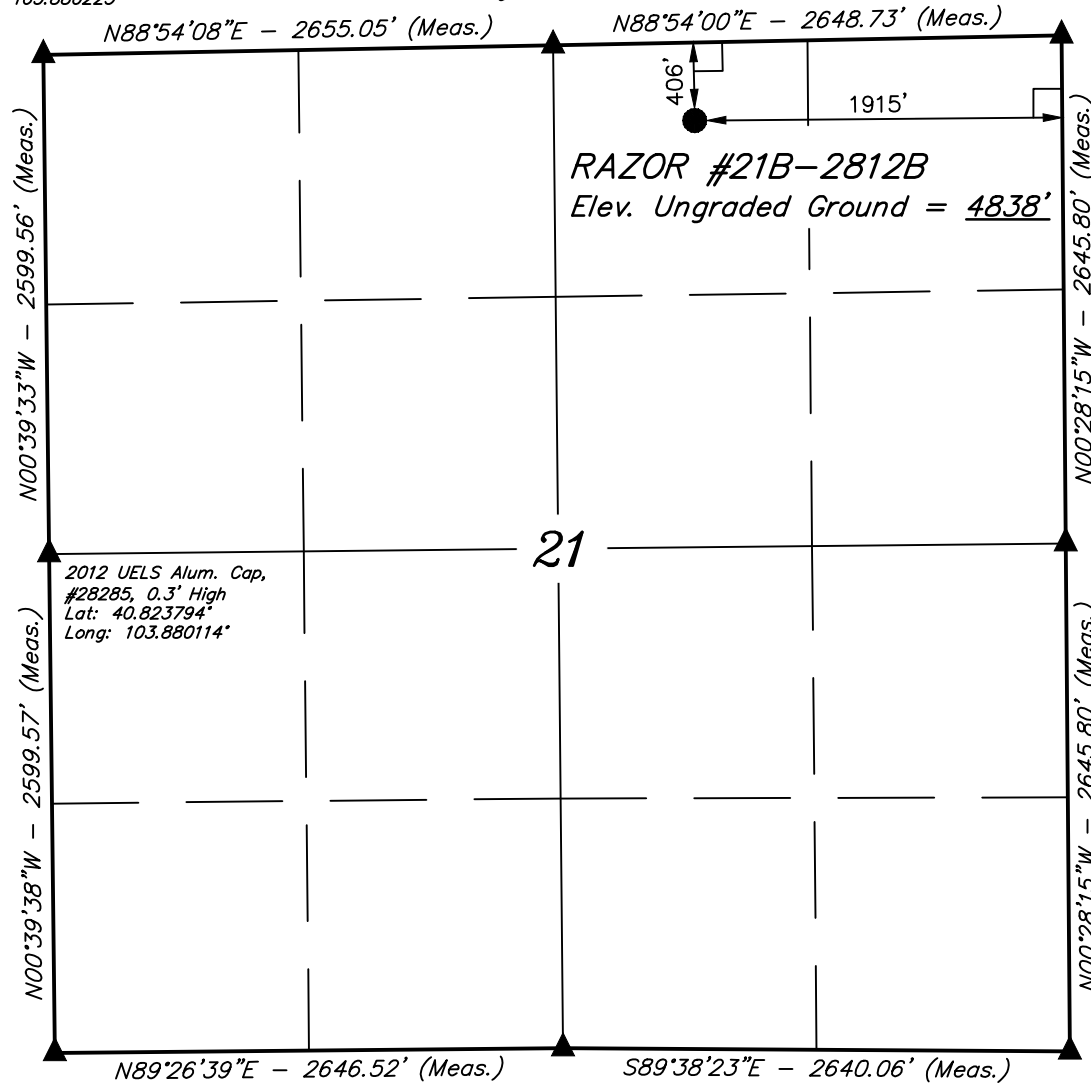 N88°54'08"E - 2655.05' (Meas.)
N88°54'00"E - 2648.73' (Meas.)
406'
1915'
RAZOR #21B-2812B
Elev. Ungraded Ground = 4838'
N00°39'33"W - 2599.56' (Meas.)
N00°28'15"W - 2645.80' (Meas.)
21
2012 UELS Alum. Cap,
#28285, 0.3' High
Lat: 40.823794°
Long: 103.880114°
N00°39'38"W - 2599.57' (Meas.)
N00°28'15"W - 2645.80' (Meas.)
N89°26'39"E - 2646.52' (Meas.)
S89°38'23"E - 2640.06' (Meas.)